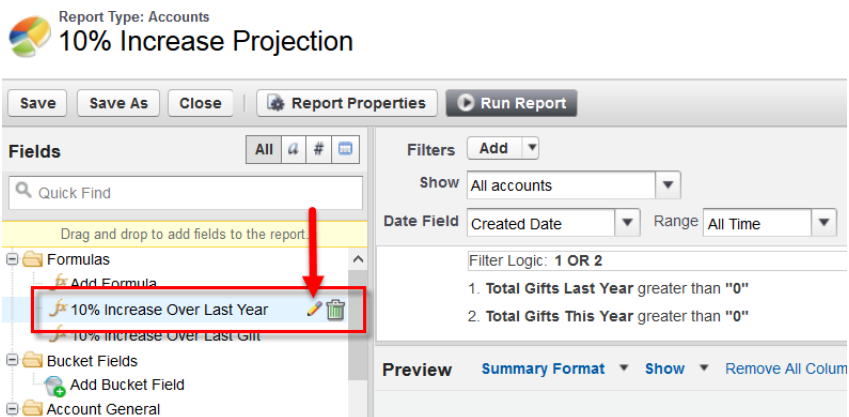 Report Type: Accounts
10% Increase Projection
Save Save As Close Report Properties Run Report
Fields All # Filters Add
Quick Find Show All accounts
Drag and drop to add fields to the report. Date Field Created Date Range All Time
Formulas Filter Logic: 1 OR 2
fx Add Formula
fx 10% Increase Over Last Year 1. Total Gifts Last Year greater than "0"
fx 10% Increase Over Last Gift 2. Total Gifts This Year greater than "0"
Bucket Fields Preview Summary Format Show Remove All Colum
Add Bucket Field
Account General